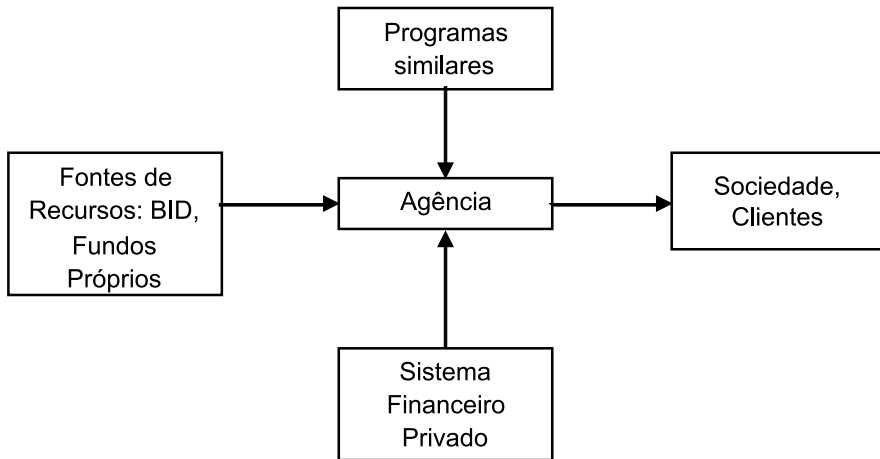 Programas
similares
Fontes de
Recursos: BID,
Fundos
Próprios
Agência
Sociedade,
Clientes
Sistema
Financeiro
Privado